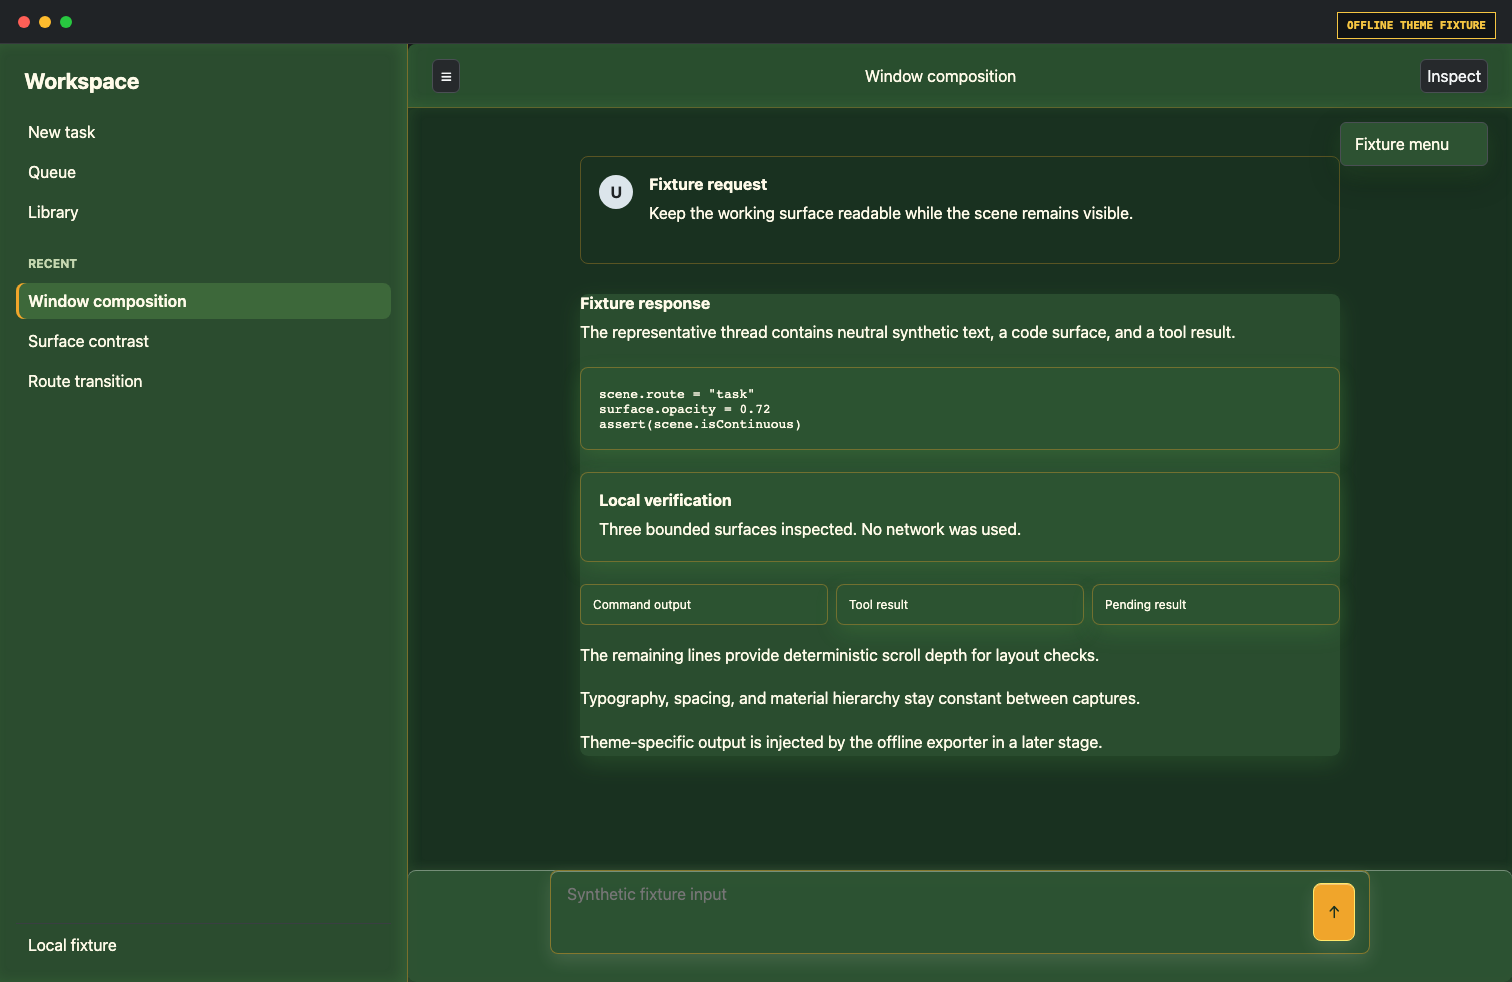 OFFLINE THEME FIXTURE
Workspace
New task
Queue
Library
RECENT
Window composition
Surface contrast
Route transition
Local fixture
Window composition
Inspect
Fixture menu
U
Fixture request
Keep the working surface readable while the scene remains visible.
Fixture response
The representative thread contains neutral synthetic text, a code surface, and a tool result.
scene.route = "task"
surface.opacity = 0.72
assert(scene.isContinuous)
Local verification
Three bounded surfaces inspected. No network was used.
Command output
Tool result
Pending result
The remaining lines provide deterministic scroll depth for layout checks.
Typography, spacing, and material hierarchy stay constant between captures.
Theme-specific output is injected by the offline exporter in a later stage.
Synthetic fixture input